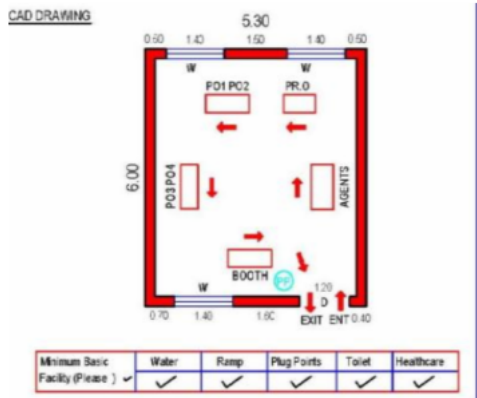 CAD DRAWING
5.30
0.60 1.40 1.50 1.40 0.50
W W
PO1 PO2 PR.O
6.00
PO3 PO4
AGENTS
BOOTH
PP
W 1.20
D
EXIT ENT
0.70 1.40 1.60 0.40
Minimum Basic Water Ramp Plug Points Toilet Healthcare
Facility (Please ) ✓ ✓ ✓ ✓ ✓ ✓